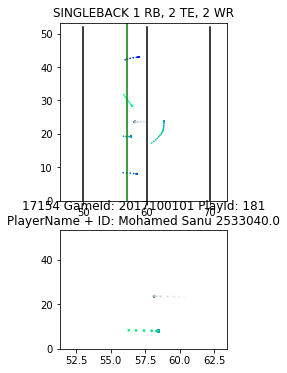 SINGLEBACK 1 RB, 2 TE, 2 WR
50
40
30
20
10
0
50 60 70
17154 GameId: 2017100101 PlayId: 181
PlayerName + ID: Mohamed Sanu 2533040.0
40
20
0
52.5 55.0 57.5 60.0 62.5